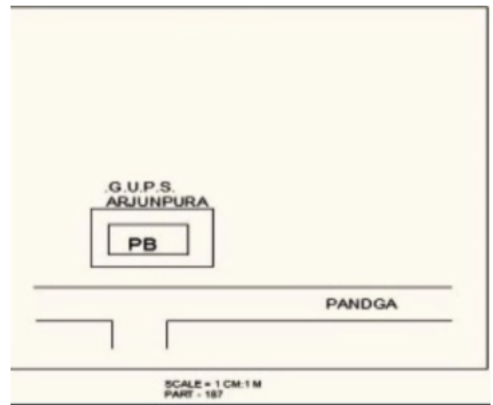 .G.U.P.S.
ARJUNPURA
PB
PANDGA
SCALE = 1 CM:1 M
PART - 187